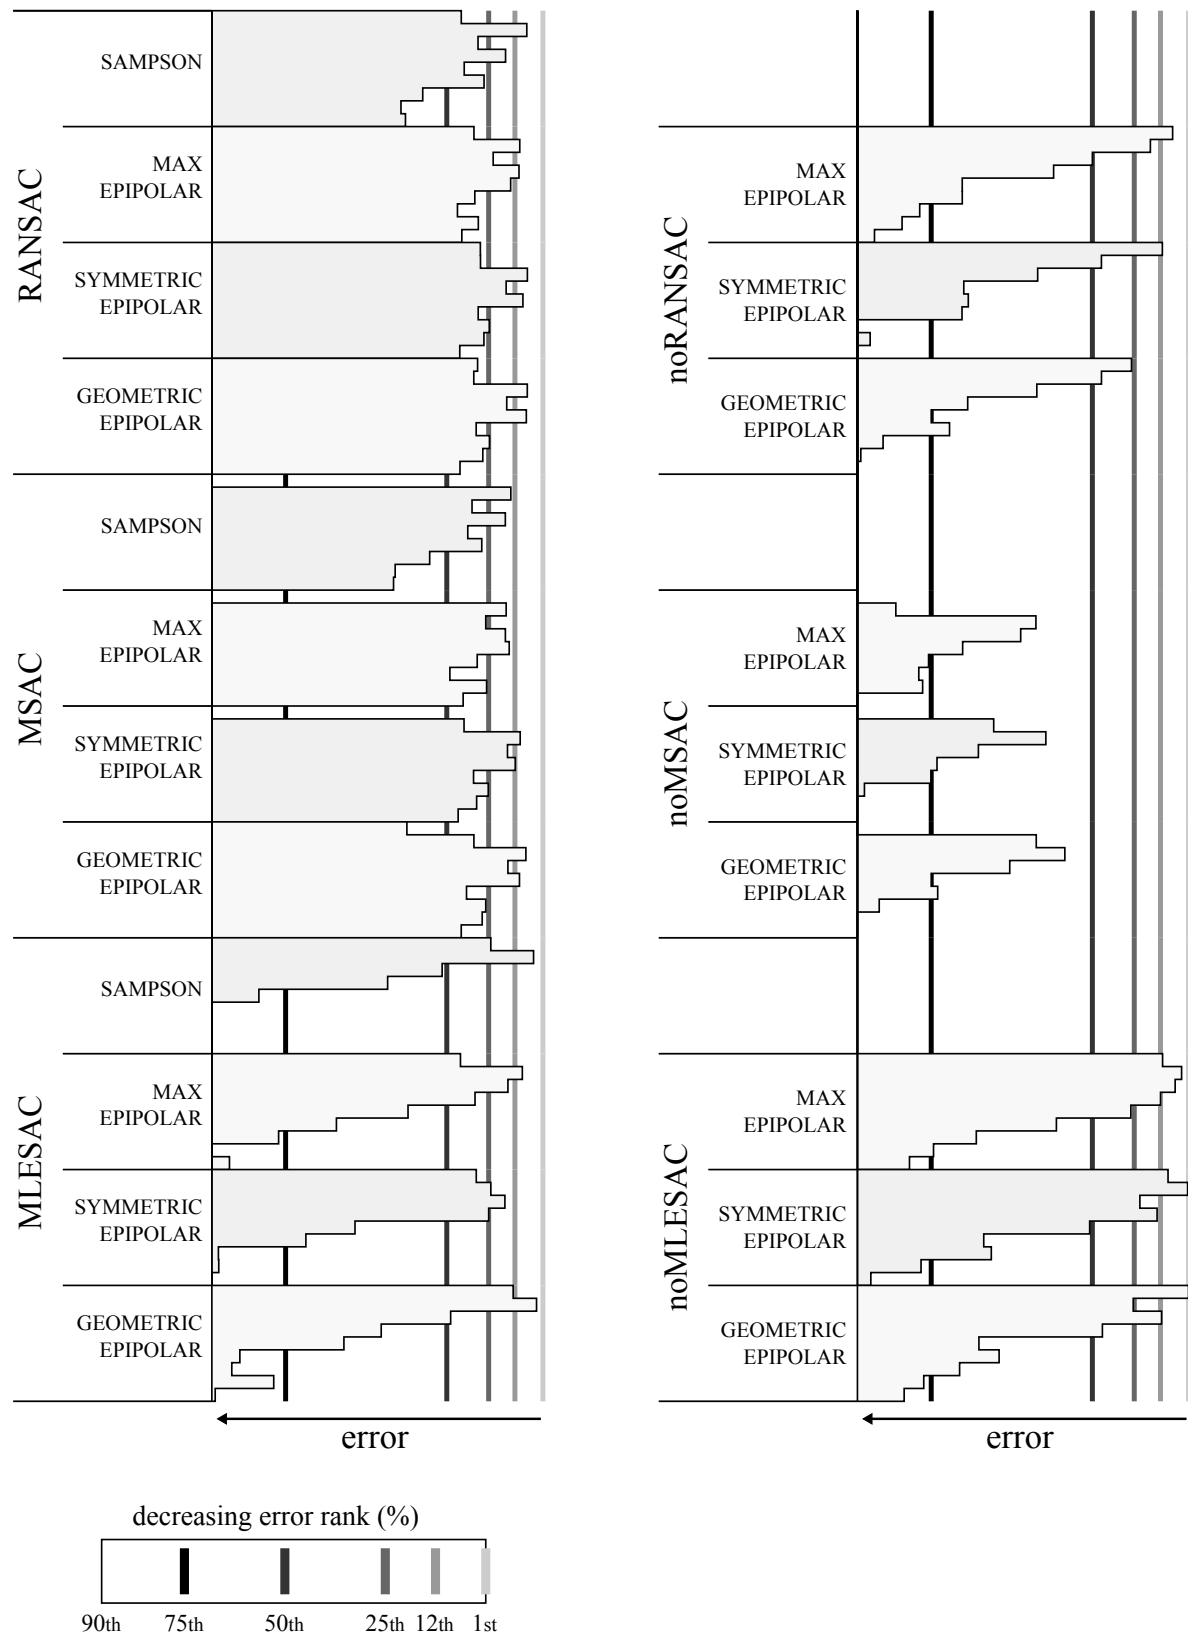 RANSAC
SAMPSON
MAX
EPIPOLAR
SYMMETRIC
EPIPOLAR
GEOMETRIC
EPIPOLAR
MSAC
SAMPSON
MAX
EPIPOLAR
SYMMETRIC
EPIPOLAR
GEOMETRIC
EPIPOLAR
MLESAC
SAMPSON
MAX
EPIPOLAR
SYMMETRIC
EPIPOLAR
GEOMETRIC
EPIPOLAR
error
noRANSAC
MAX
EPIPOLAR
SYMMETRIC
EPIPOLAR
GEOMETRIC
EPIPOLAR
noMSAC
MAX
EPIPOLAR
SYMMETRIC
EPIPOLAR
GEOMETRIC
EPIPOLAR
noMLESAC
MAX
EPIPOLAR
SYMMETRIC
EPIPOLAR
GEOMETRIC
EPIPOLAR
error
decreasing error rank (%)
90th 75th 50th 25th 12th 1st